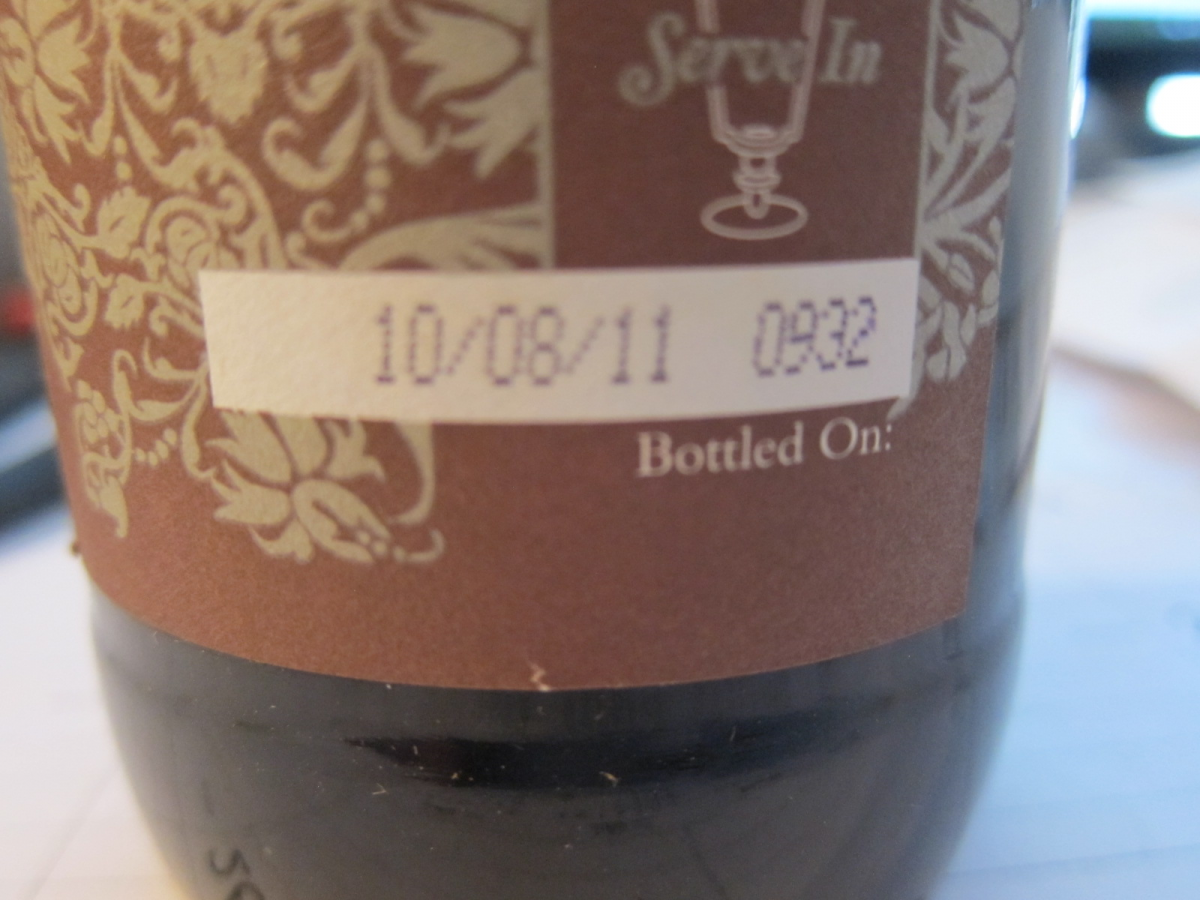 Serve In
10/08/11 0932
Bottled On: